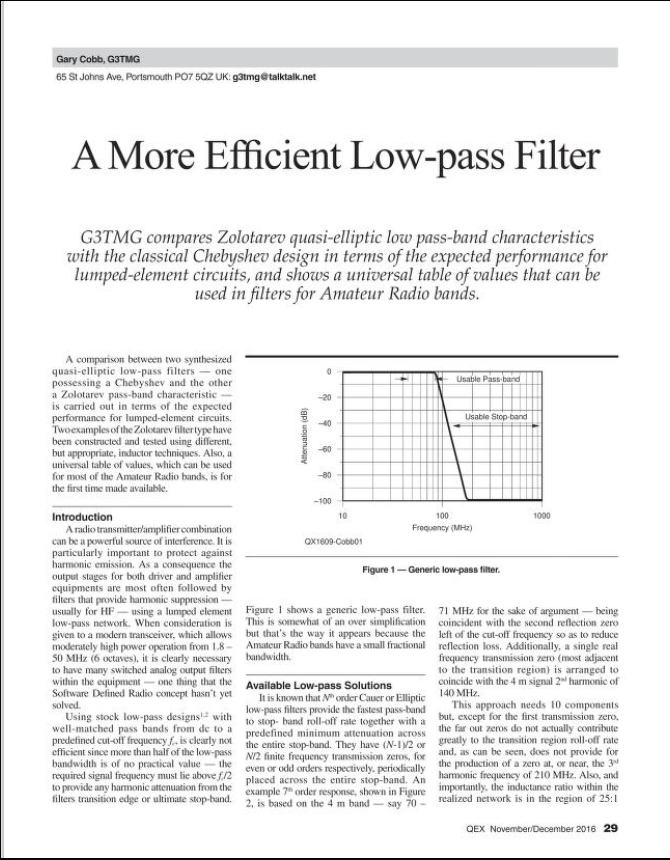 Gary Cobb, G3TMG
65 St Johns Ave, Portsmouth PO7 5QZ UK: g3tmg@talktalk.net
A More Efficient Low-pass Filter
G3TMG compares Zolotarev quasi-elliptic low pass-band characteristics
with the classical Chebyshev design in terms of the expected performance for
lumped-element circuits, and shows a universal table of values that can be
used in filters for Amateur Radio bands.
A comparison between two synthesized
quasi-elliptic low-pass filters — one
possessing a Chebyshev and the other
a Zolotarev pass-band characteristic —
is carried out in terms of the expected
performance for lumped-element circuits.
Two examples of the Zolotarev filter type have
been constructed and tested using different,
but appropriate, inductor techniques. Also, a
universal table of values, which can be used
for most of the Amateur Radio bands, is for
the first time made available.
Introduction
A radio transmitter/amplifier combination
can be a powerful source of interference. It is
particularly important to protect against
harmonic emission. As a consequence the
output stages for both driver and amplifier
equipments are most often followed by
filters that provide harmonic suppression —
usually for HF — using a lumped element
low-pass network. When consideration is
given to a modern transceiver, which allows
moderately high power operation from 1.8 –
50 MHz (6 octaves), it is clearly necessary
to have many switched analog output filters
within the equipment — one thing that the
Software Defined Radio concept hasn't yet
solved.
Using stock low-pass designs1,2 with
well-matched pass bands from dc to a
predefined cut-off frequency fc, is clearly not
efficient since more than half of the low-pass
bandwidth is of no practical value — the
required signal frequency must lie above fc/2
to provide any harmonic attenuation from the
filters transition edge or ultimate stop-band.
0
–20
–40
–60
–80
–100
Attenuation (dB)
Usable Pass-band
Usable Stop-band
10 100 1000
Frequency (MHz)
QX1609-Cobb01
Figure 1 — Generic low-pass filter.
Figure 1 shows a generic low-pass filter.
This is somewhat of an over simplification
but that's the way it appears because the
Amateur Radio bands have a small fractional
bandwidth.
Available Low-pass Solutions
It is known that Nth order Cauer or Elliptic
low-pass filters provide the fastest pass-band
to stop- band roll-off rate together with a
predefined minimum attenuation across
the entire stop-band. They have (N-1)/2 or
N/2 finite frequency transmission zeros, for
even or odd orders respectively, periodically
placed across the entire stop-band. An
example 7th order response, shown in Figure
2, is based on the 4 m band — say 70 –
71 MHz for the sake of argument — being
coincident with the second reflection zero
left of the cut-off frequency so as to reduce
reflection loss. Additionally, a single real
frequency transmission zero (most adjacent
to the transition region) is arranged to
coincide with the 4 m signal 2nd harmonic of
140 MHz.
This approach needs 10 components
but, except for the first transmission zero,
the far out zeros do not actually contribute
greatly to the transition region roll-off rate
and, as can be seen, does not provide for
the production of a zero at, or near, the 3rd
harmonic frequency of 210 MHz. Also, and
importantly, the inductance ratio within the
realized network is in the region of 25:1
QEX November/December 2016 29